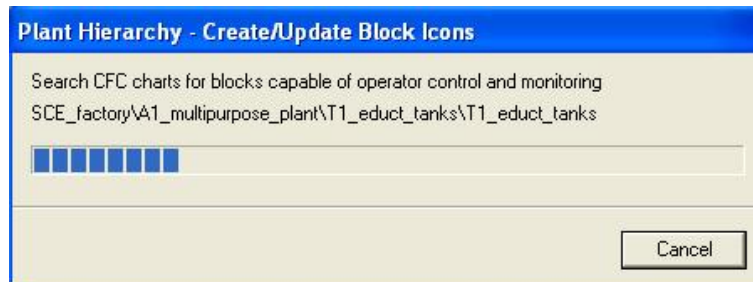 Plant Hierarchy - Create/Update Block Icons
Search CFC charts for blocks capable of operator control and monitoring
SCE_factory\A1_multipurpose_plant\T1_educt_tanks\T1_educt_tanks
Cancel